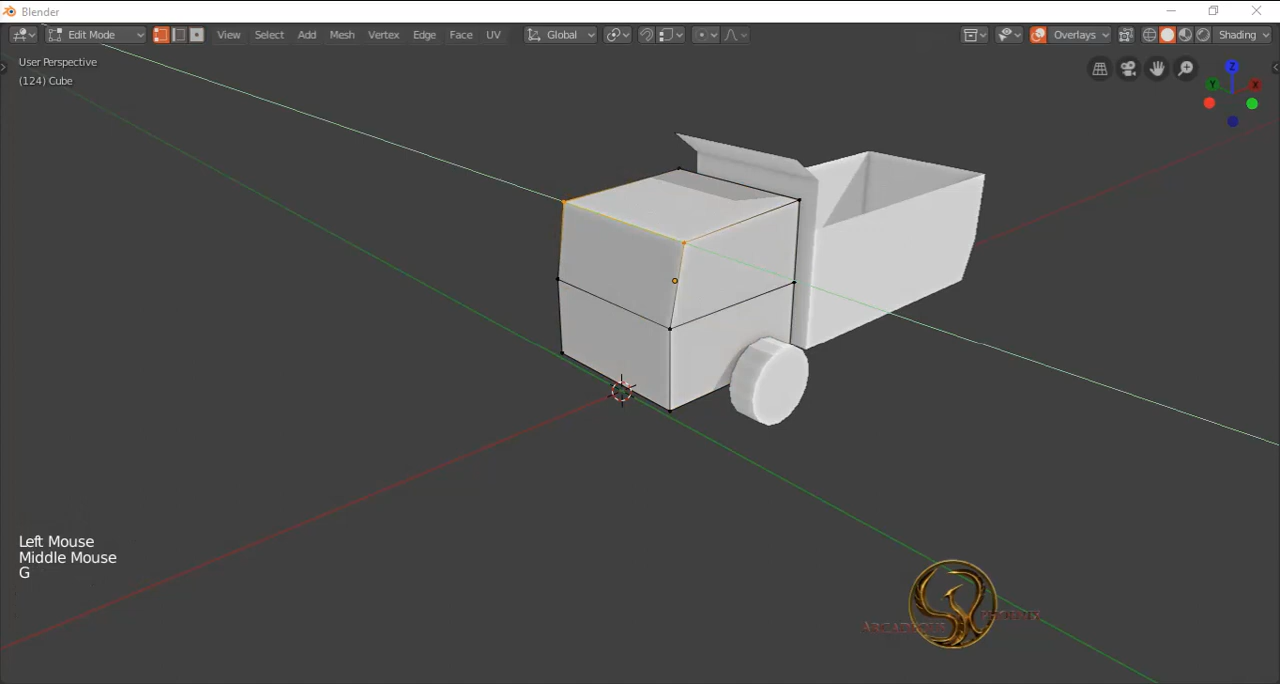 Blender
Edit Mode View Select Add Mesh Vertex Edge Face UV Global Overlays Shading
User Perspective
(124) Cube
Z
Y X
Left Mouse
Middle Mouse
G